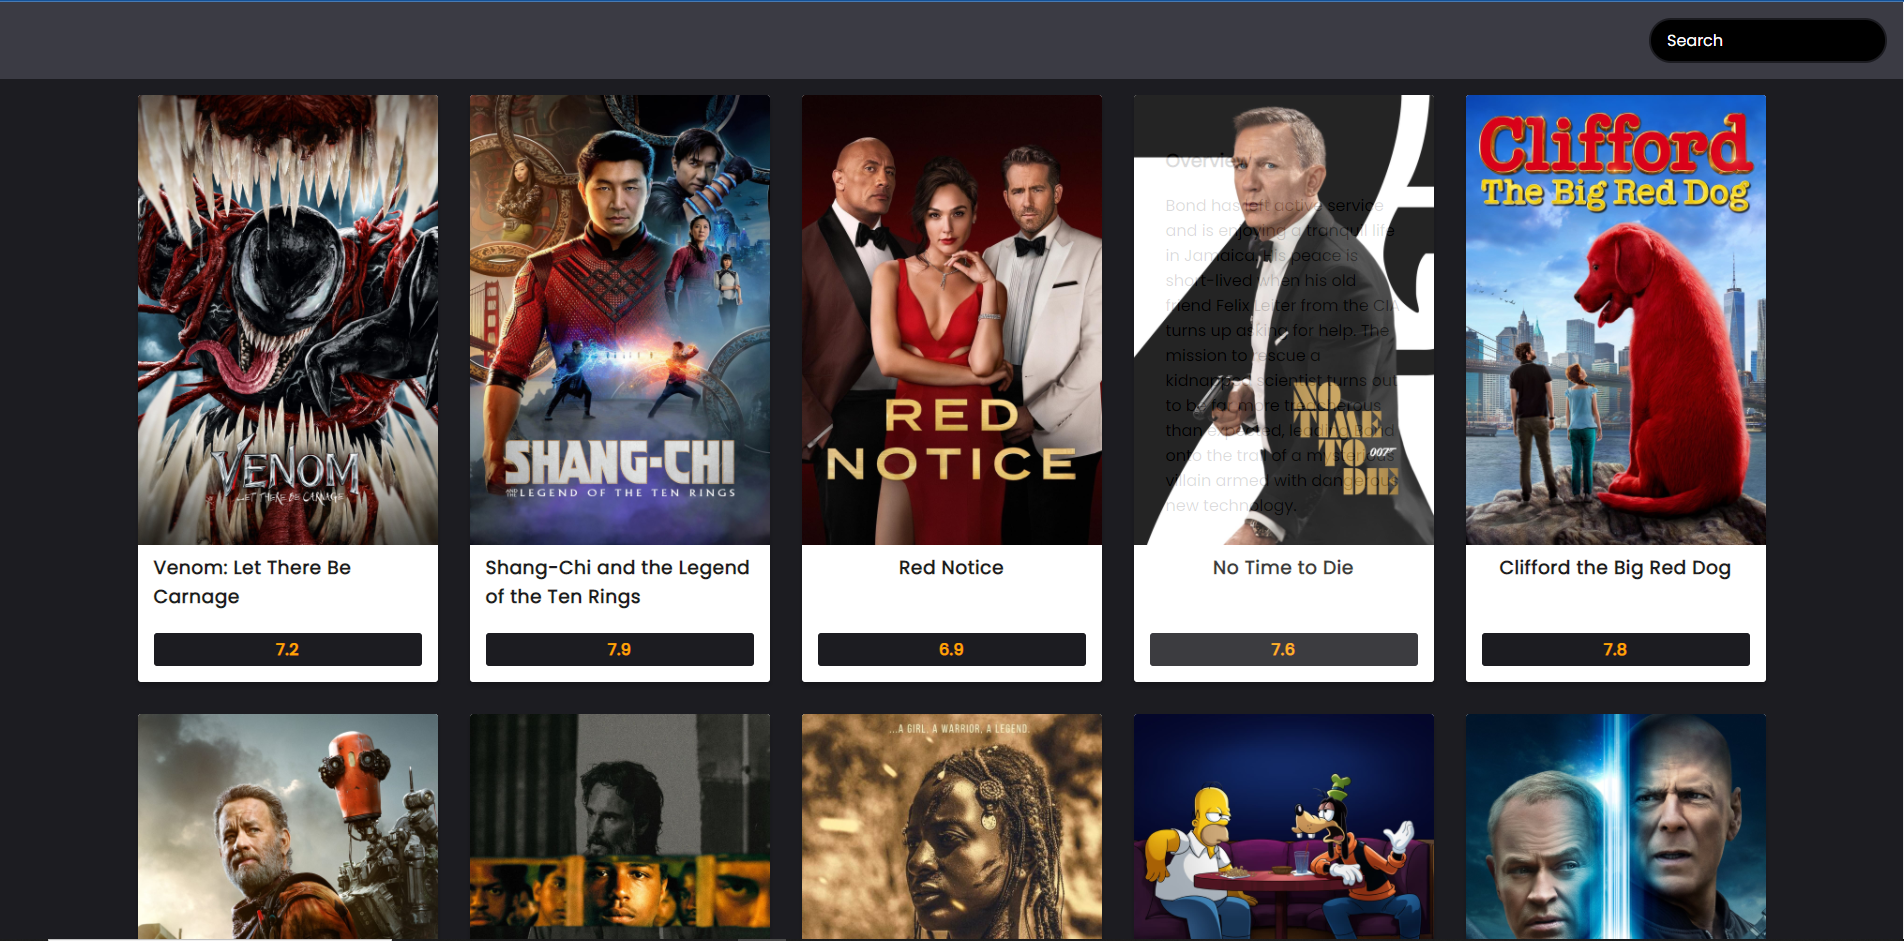 Search
VENOM
LET THERE BE CARNAGE
SHANG-CHI
AND THE LEGEND OF THE TEN RINGS
RED
NOTICE
Overview
Bond has left active service
and is enjoying a tranquil life
in Jamaica. His peace is
short-lived when his old
friend Felix Leiter from the CIA
turns up asking for help. The
mission to rescue a
kidnapped scientist turns out
to be far more treacherous
than expected, leading Bond
onto the trail of a mysterious
villain armed with dangerous
new technology.
NO
TIME
TO
DIE
007
Clifford
The Big Red Dog
Venom: Let There Be
Carnage
Shang-Chi and the Legend
of the Ten Rings
Red Notice
No Time to Die
Clifford the Big Red Dog
7.2
7.9
6.9
7.6
7.8
...A GIRL. A WARRIOR, A LEGEND.